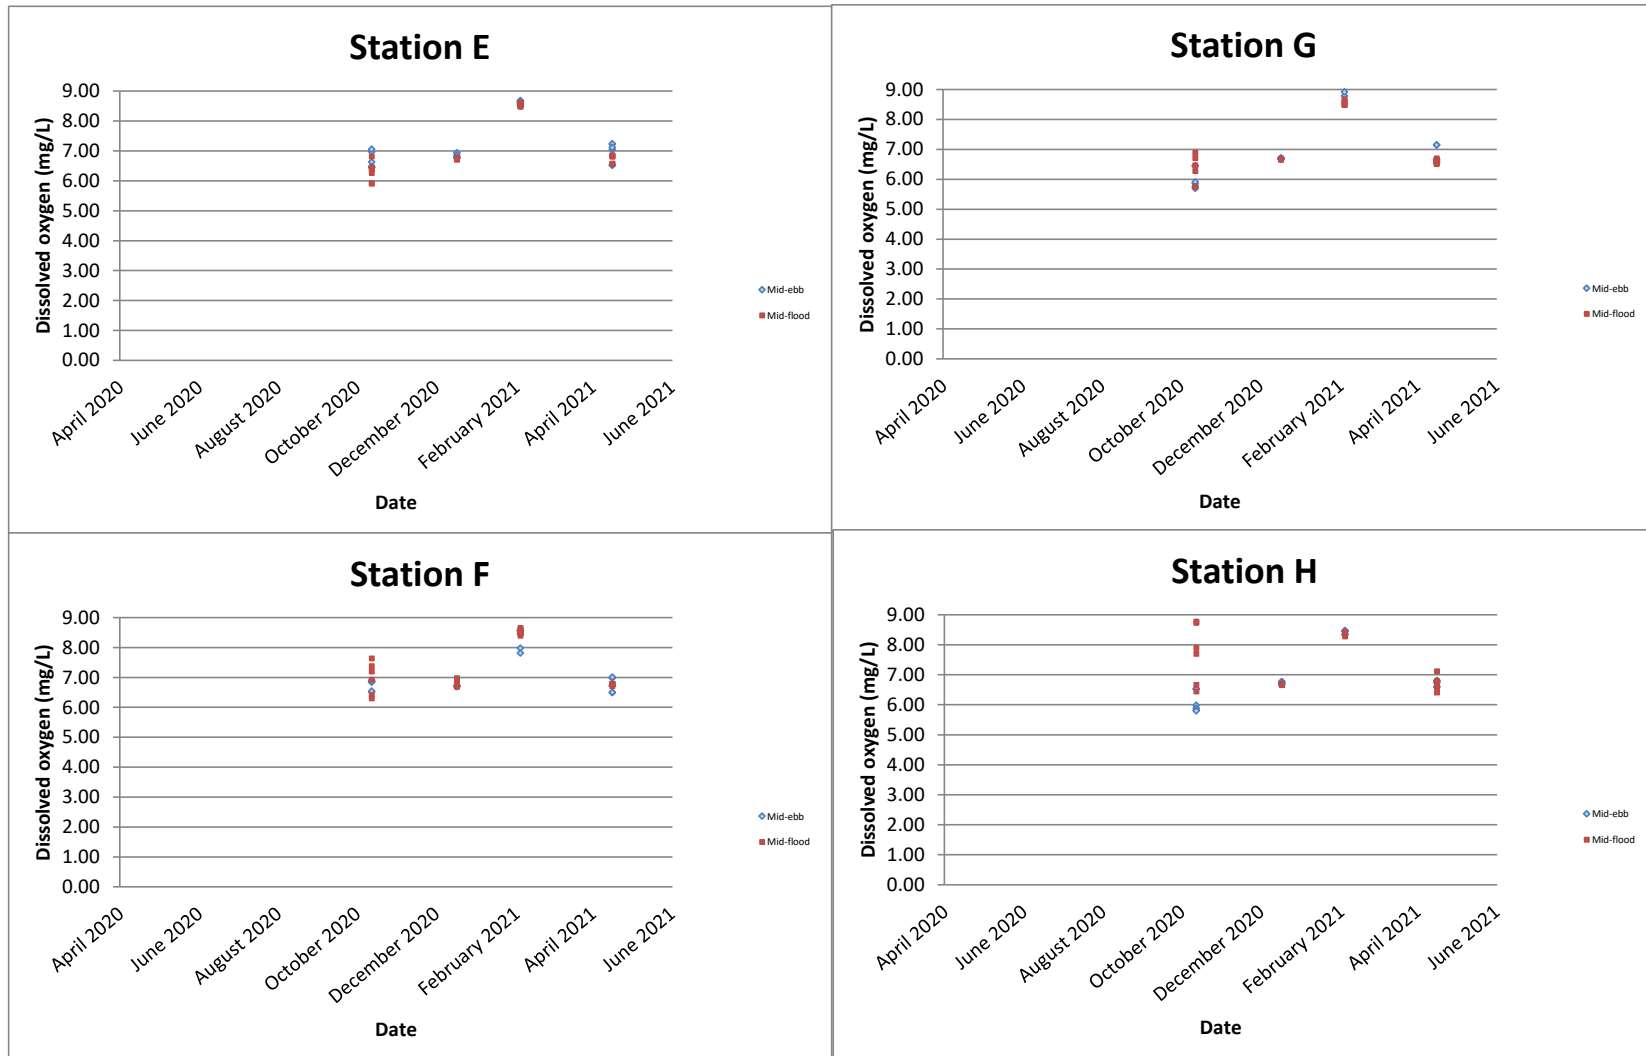 Station E
Dissolved oxygen (mg/L)
9.00
8.00
7.00
6.00
5.00
4.00
3.00
2.00
1.00
0.00
April 2020
June 2020
August 2020
October 2020
December 2020
February 2021
April 2021
June 2021
Date
Mid-ebb
Mid-flood
Station G
Dissolved oxygen (mg/L)
9.00
8.00
7.00
6.00
5.00
4.00
3.00
2.00
1.00
0.00
April 2020
June 2020
August 2020
October 2020
December 2020
February 2021
April 2021
June 2021
Date
Mid-ebb
Mid-flood
Station F
Dissolved oxygen (mg/L)
9.00
8.00
7.00
6.00
5.00
4.00
3.00
2.00
1.00
0.00
April 2020
June 2020
August 2020
October 2020
December 2020
February 2021
April 2021
June 2021
Date
Mid-ebb
Mid-flood
Station H
Dissolved oxygen (mg/L)
9.00
8.00
7.00
6.00
5.00
4.00
3.00
2.00
1.00
0.00
April 2020
June 2020
August 2020
October 2020
December 2020
February 2021
April 2021
June 2021
Date
Mid-ebb
Mid-flood